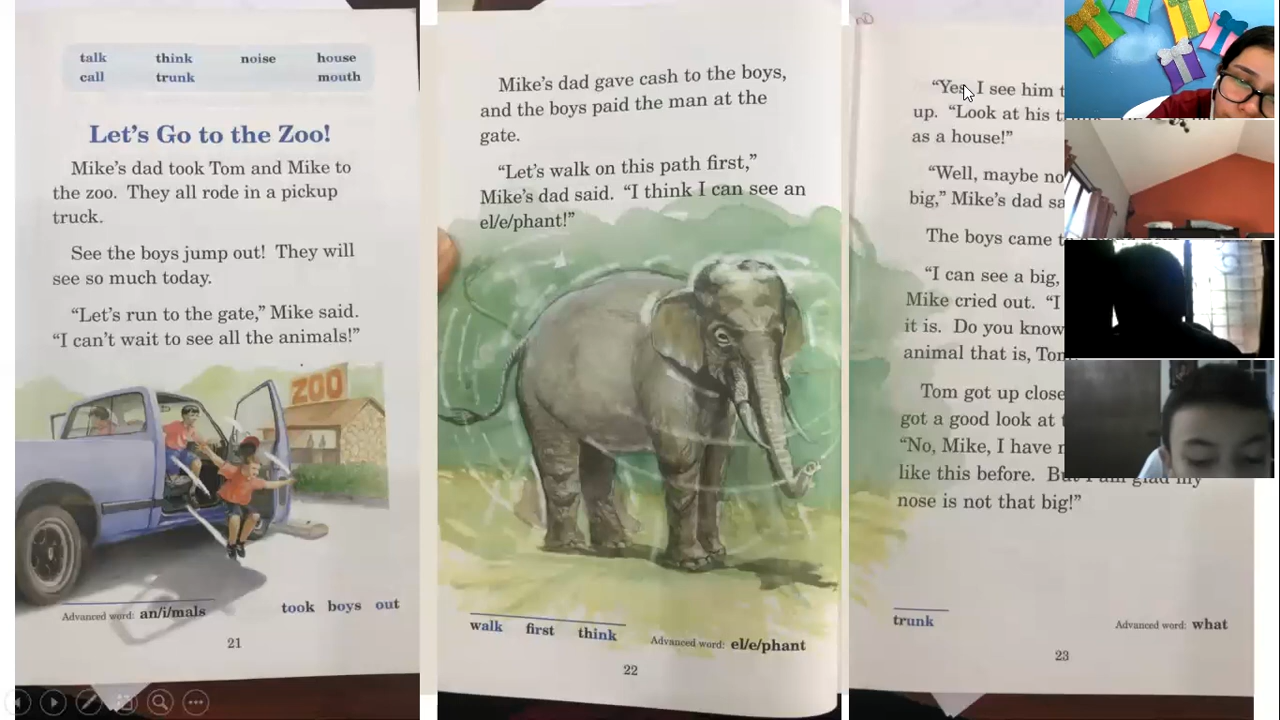 talk think noise house
call trunk mouth
Let's Go to the Zoo!
Mike's dad took Tom and Mike to
the zoo. They all rode in a pickup
truck.
See the boys jump out! They will
see so much today.
"Let's run to the gate," Mike said.
"I can't wait to see all the animals!"
ZOO
Advanced word: an/i/mals
took boys out
21
Mike's dad gave cash to the boys,
and the boys paid the man at the
gate.
"Let's walk on this path first,"
Mike's dad said. "I think I can see an
el/e/phant!"
walk first think
Advanced word: el/e/phant
22
"Yes, I see him
up. "Look at his
as a house!"
"Well, maybe
big," Mike's dad
The boys came
"I can see a big,
Mike cried out. "I
it is. Do you know
animal that is,
Tom got up
got a good look at
"No, Mike, I have
like this before. But I am glad my
nose is not that big!"
trunk
Advanced word: what
23